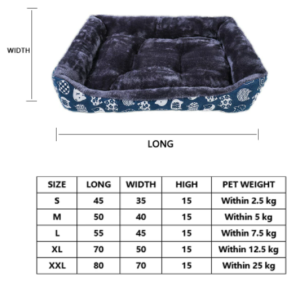 WIDTH
LONG
SIZE LONG WIDTH HIGH PET WEIGHT
S 45 35 15 Within 2.5 kg
M 50 40 15 Within 5 kg
L 55 45 15 Within 7.5 kg
XL 70 50 15 Within 12.5 kg
XXL 80 70 15 Within 25 kg